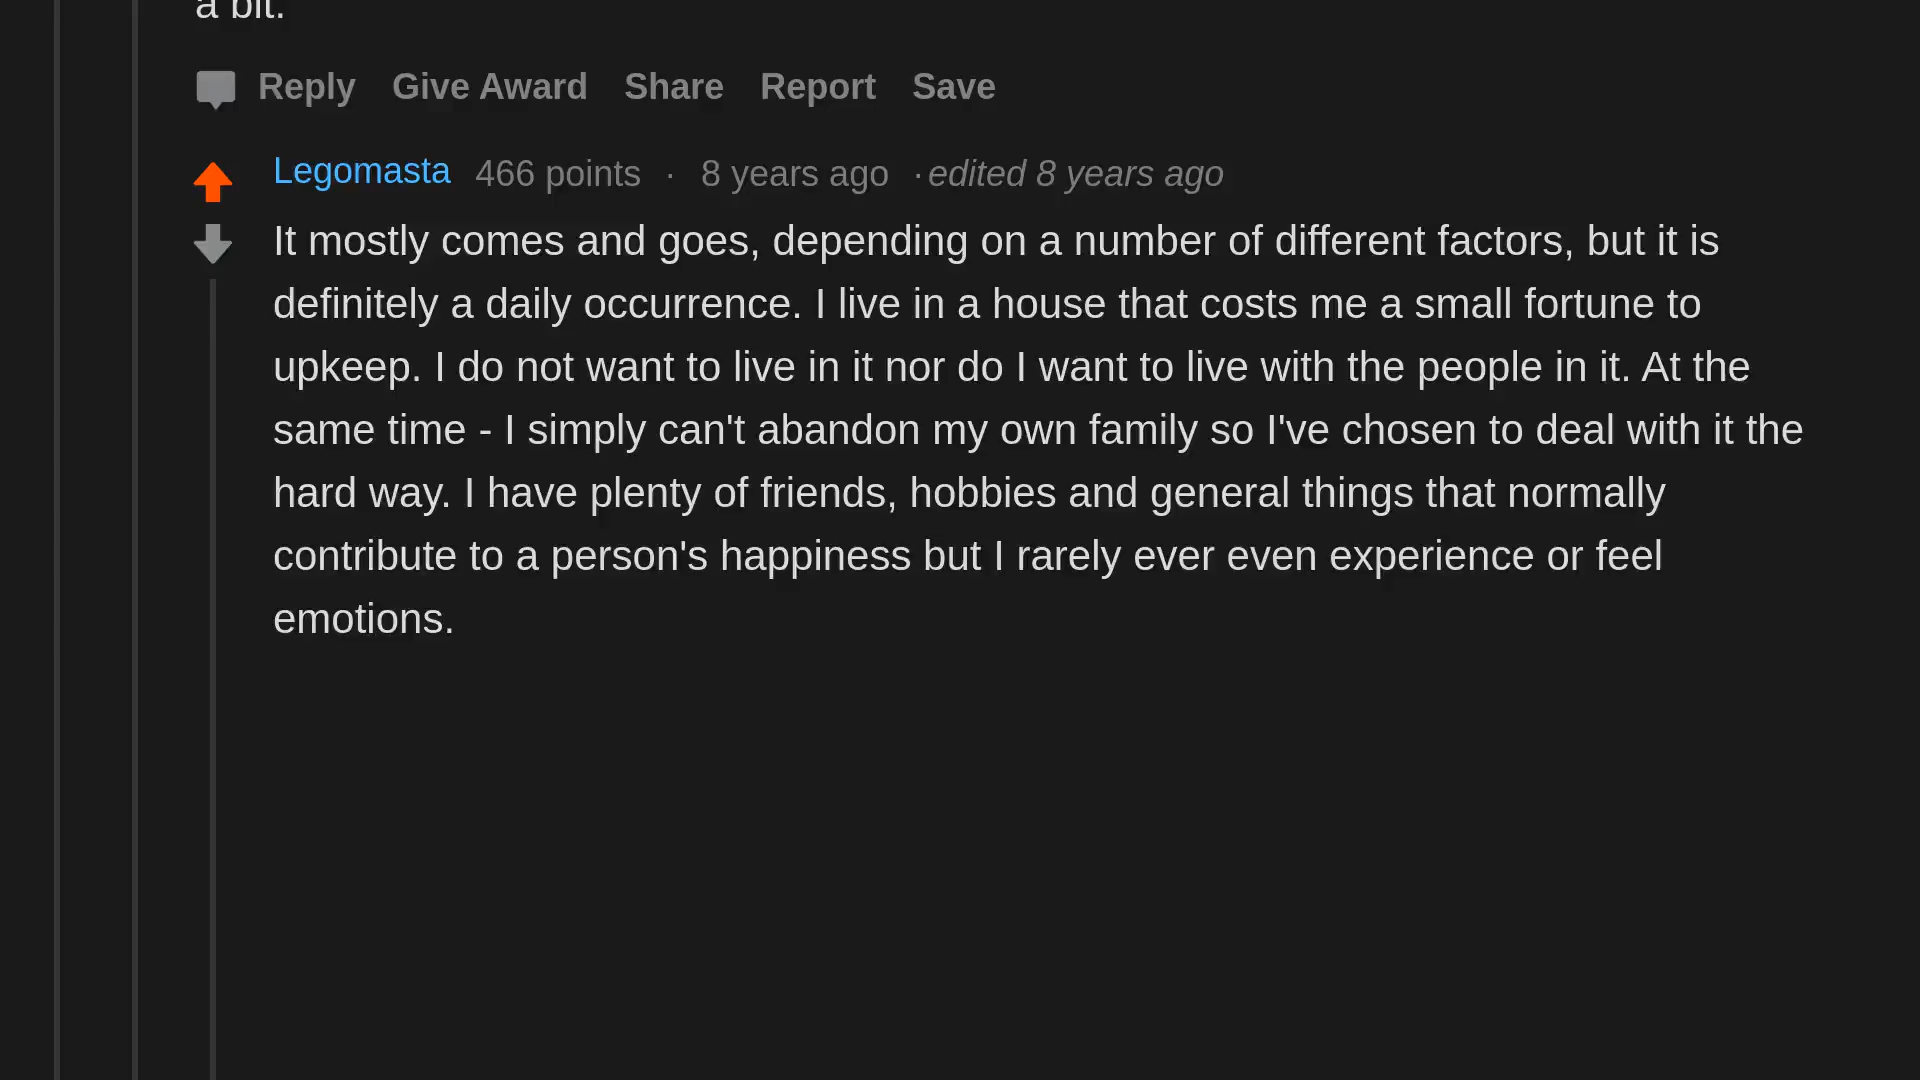 a bit.
Reply Give Award Share Report Save
Legomasta 466 points · 8 years ago · edited 8 years ago
It mostly comes and goes, depending on a number of different factors, but it is
definitely a daily occurrence. I live in a house that costs me a small fortune to
upkeep. I do not want to live in it nor do I want to live with the people in it. At the
same time - I simply can't abandon my own family so I've chosen to deal with it the
hard way. I have plenty of friends, hobbies and general things that normally
contribute to a person's happiness but I rarely ever even experience or feel
emotions.